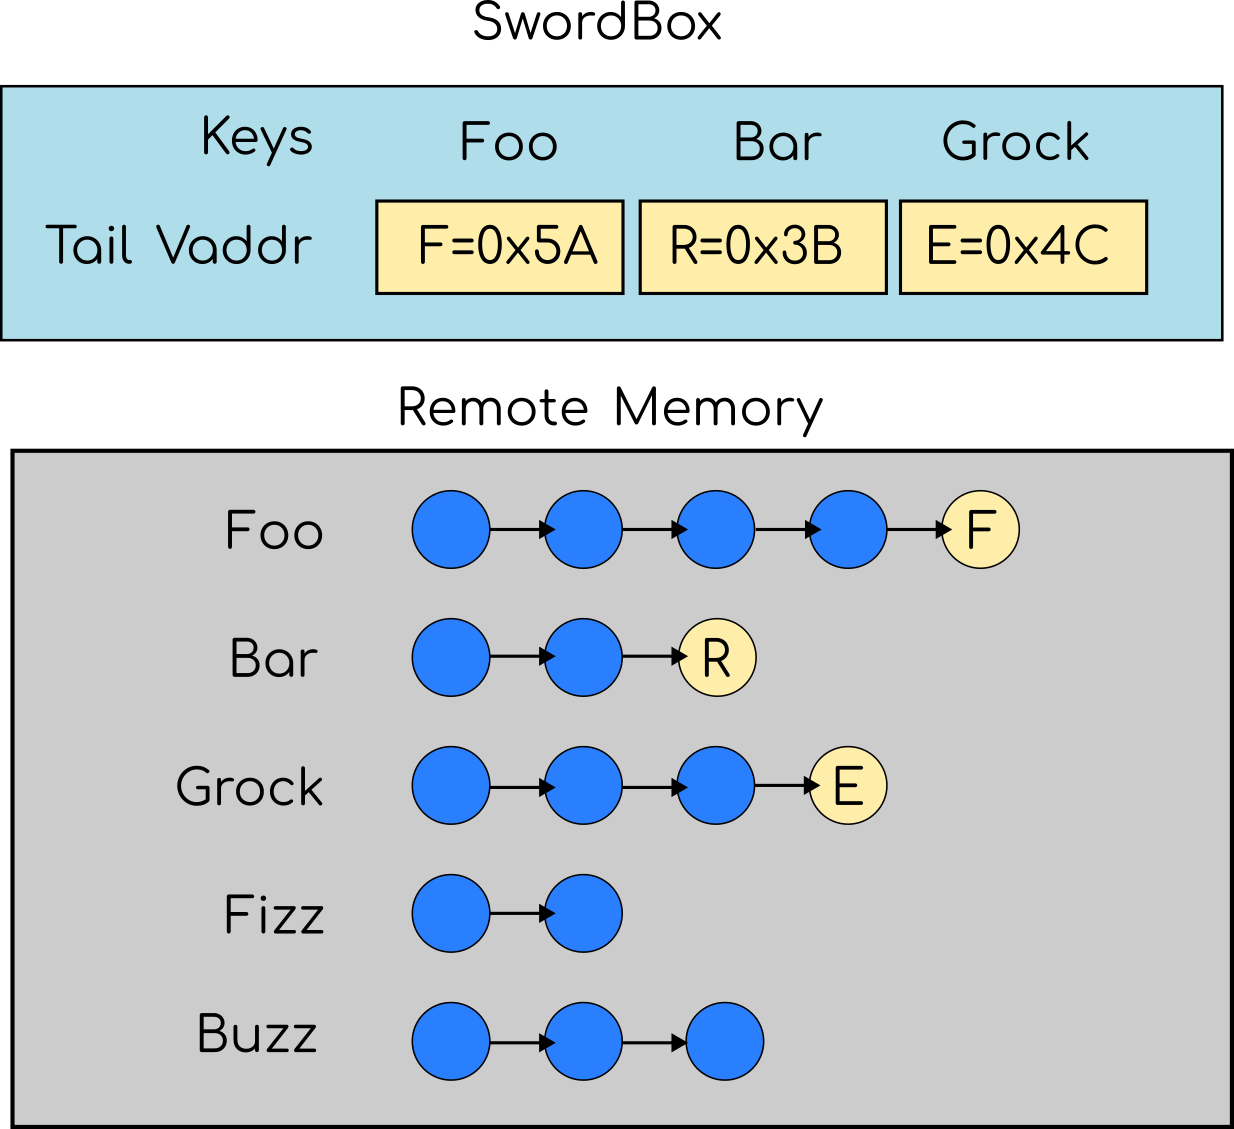 SwordBox
Keys Foo Bar Grock
Tail Vaddr F=0x5A R=0x3B E=0x4C
Remote Memory
Foo F
Bar R
Grock E
Fizz
Buzz